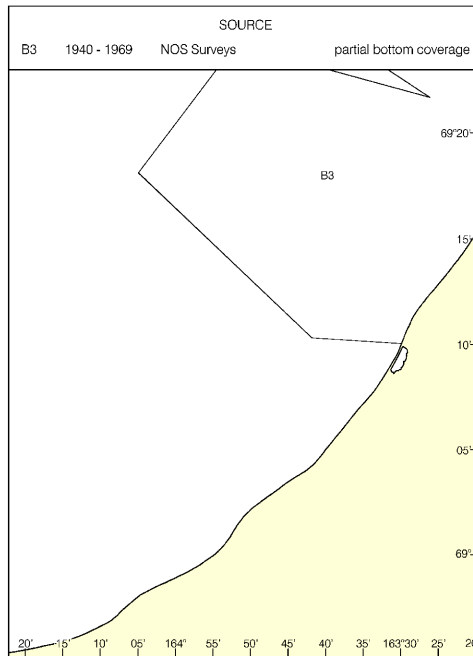 SOURCE
B3 1940 - 1969 NOS Surveys partial bottom coverage
69°20'
B3
15'
10'
05'
69°
20' 15' 10' 05' 164° 55' 50' 45' 40' 35' 163°30' 25' 20